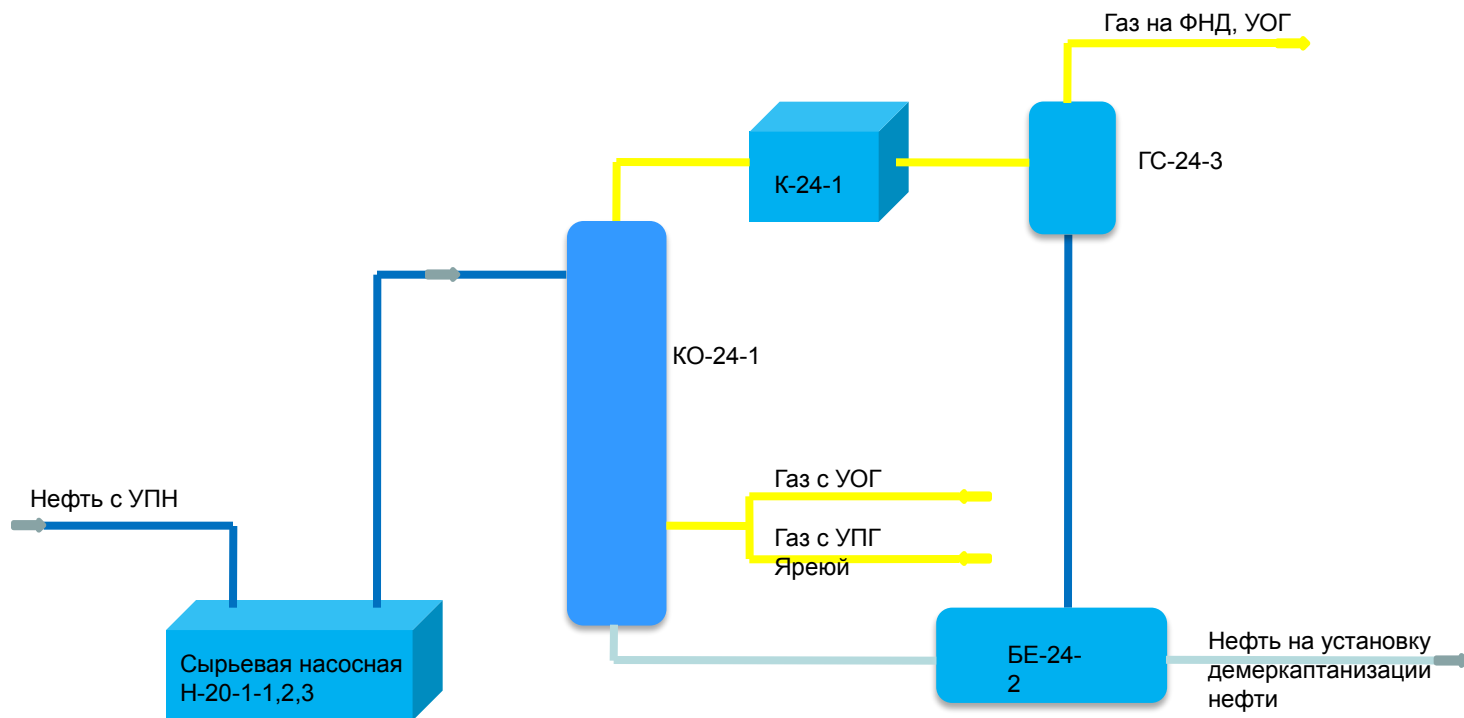 Газ на ФНД, УОГ
ГС-24-3
К-24-1
КО-24-1
Газ с УОГ
Нефть с УПН
Газ с УПГ
Яреюй
Сырьевая насосная
Н-20-1-1,2,3
БЕ-24-
2
Нефть на установку
демеркаптанизации
нефти